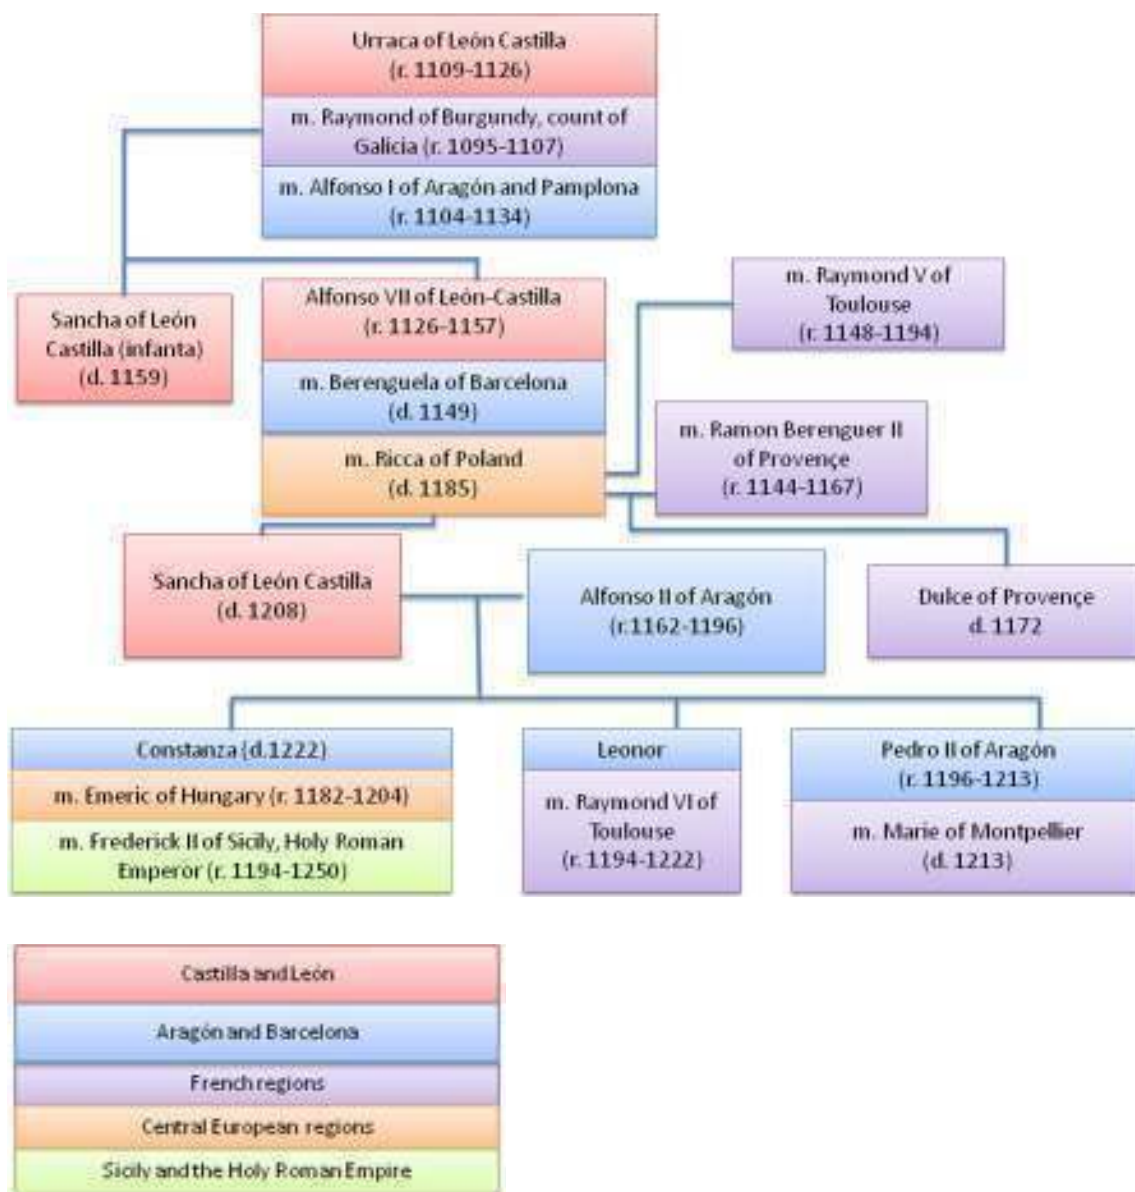 Urraca of León Castilla
(r. 1109-1126)
m. Raymond of Burgundy, count of
Galicia (r. 1095-1107)
m. Alfonso I of Aragón and Pamplona
(r. 1104-1134)
Sancha of León
Castilla (infanta)
(d. 1159)
Alfonso VII of León-Castilla
(r. 1126-1157)
m. Berenguela of Barcelona
(d. 1149)
m. Ricca of Poland
(d. 1185)
m. Raymond V of
Toulouse
(r. 1148-1194)
m. Ramon Berenguer II
of Provençe
(r. 1144-1167)
Sancha of León Castilla
(d. 1208)
Alfonso II of Aragón
(r.1162-1196)
Dulce of Provençe
d. 1172
Constanza (d.1222)
m. Emeric of Hungary (r. 1182-1204)
m. Frederick II of Sicily, Holy Roman
Emperor (r. 1194-1250)
Leonor
m. Raymond VI of
Toulouse
(r. 1194-1222)
Pedro II of Aragón
(r. 1196-1213)
m. Marie of Montpellier
(d. 1213)
Castilla and León
Aragón and Barcelona
French regions
Central European regions
Sicily and the Holy Roman Empire